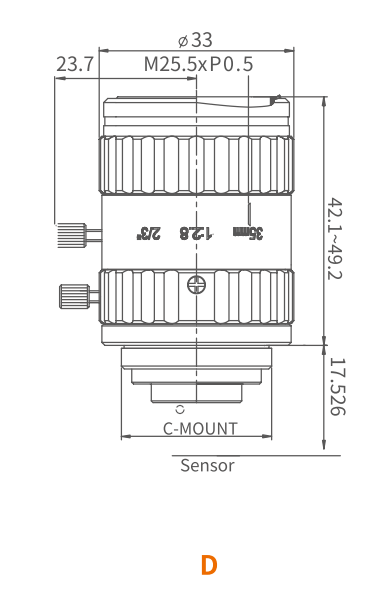 ⌀33
23.7
M25.5xP0.5
42.1~49.2
2/3" 1:2.8 35mm
17.526
C-MOUNT
Sensor
D